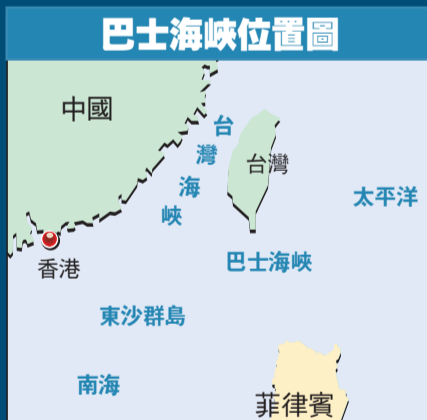 巴士海峽位置圖
中國
台灣海峽
台灣
太平洋
香港
巴士海峽
東沙群島
南海
菲律賓